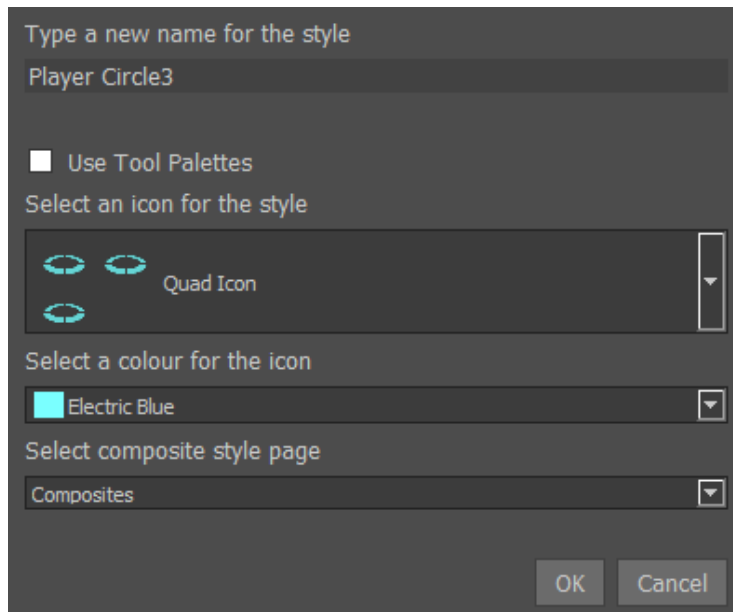 Type a new name for the style
Player Circle3
Use Tool Palettes
Select an icon for the style
Quad Icon
Select a colour for the icon
Electric Blue
Select composite style page
Composites
OK Cancel